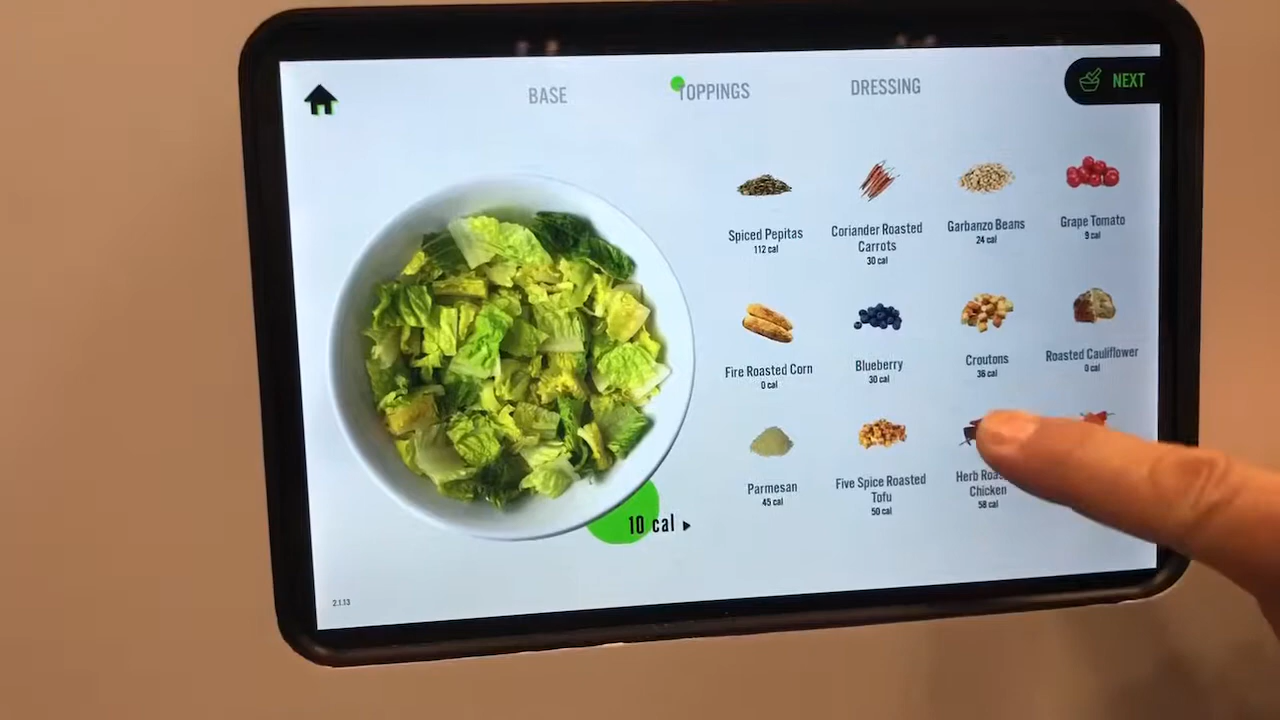 BASE
TOPPINGS
DRESSING
NEXT
Spiced Pepitas
112 cal
Coriander Roasted
Carrots
30 cal
Garbanzo Beans
24 cal
Grape Tomato
9 cal
Fire Roasted Corn
0 cal
Blueberry
30 cal
Croutons
36 cal
Roasted Cauliflower
0 cal
Parmesan
45 cal
Five Spice Roasted
Tofu
50 cal
Herb
Chicken
58 cal
10 cal
2.1.13